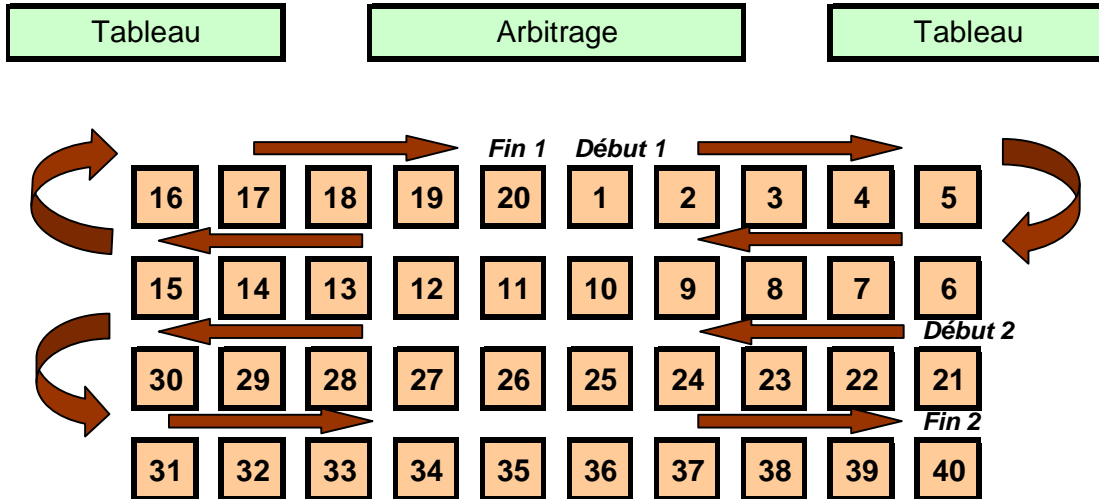 Tableau Arbitrage Tableau
Fin 1 Début 1
16 17 18 19 20 1 2 3 4 5
15 14 13 12 11 10 9 8 7 6
Début 2
30 29 28 27 26 25 24 23 22 21
Fin 2
31 32 33 34 35 36 37 38 39 40